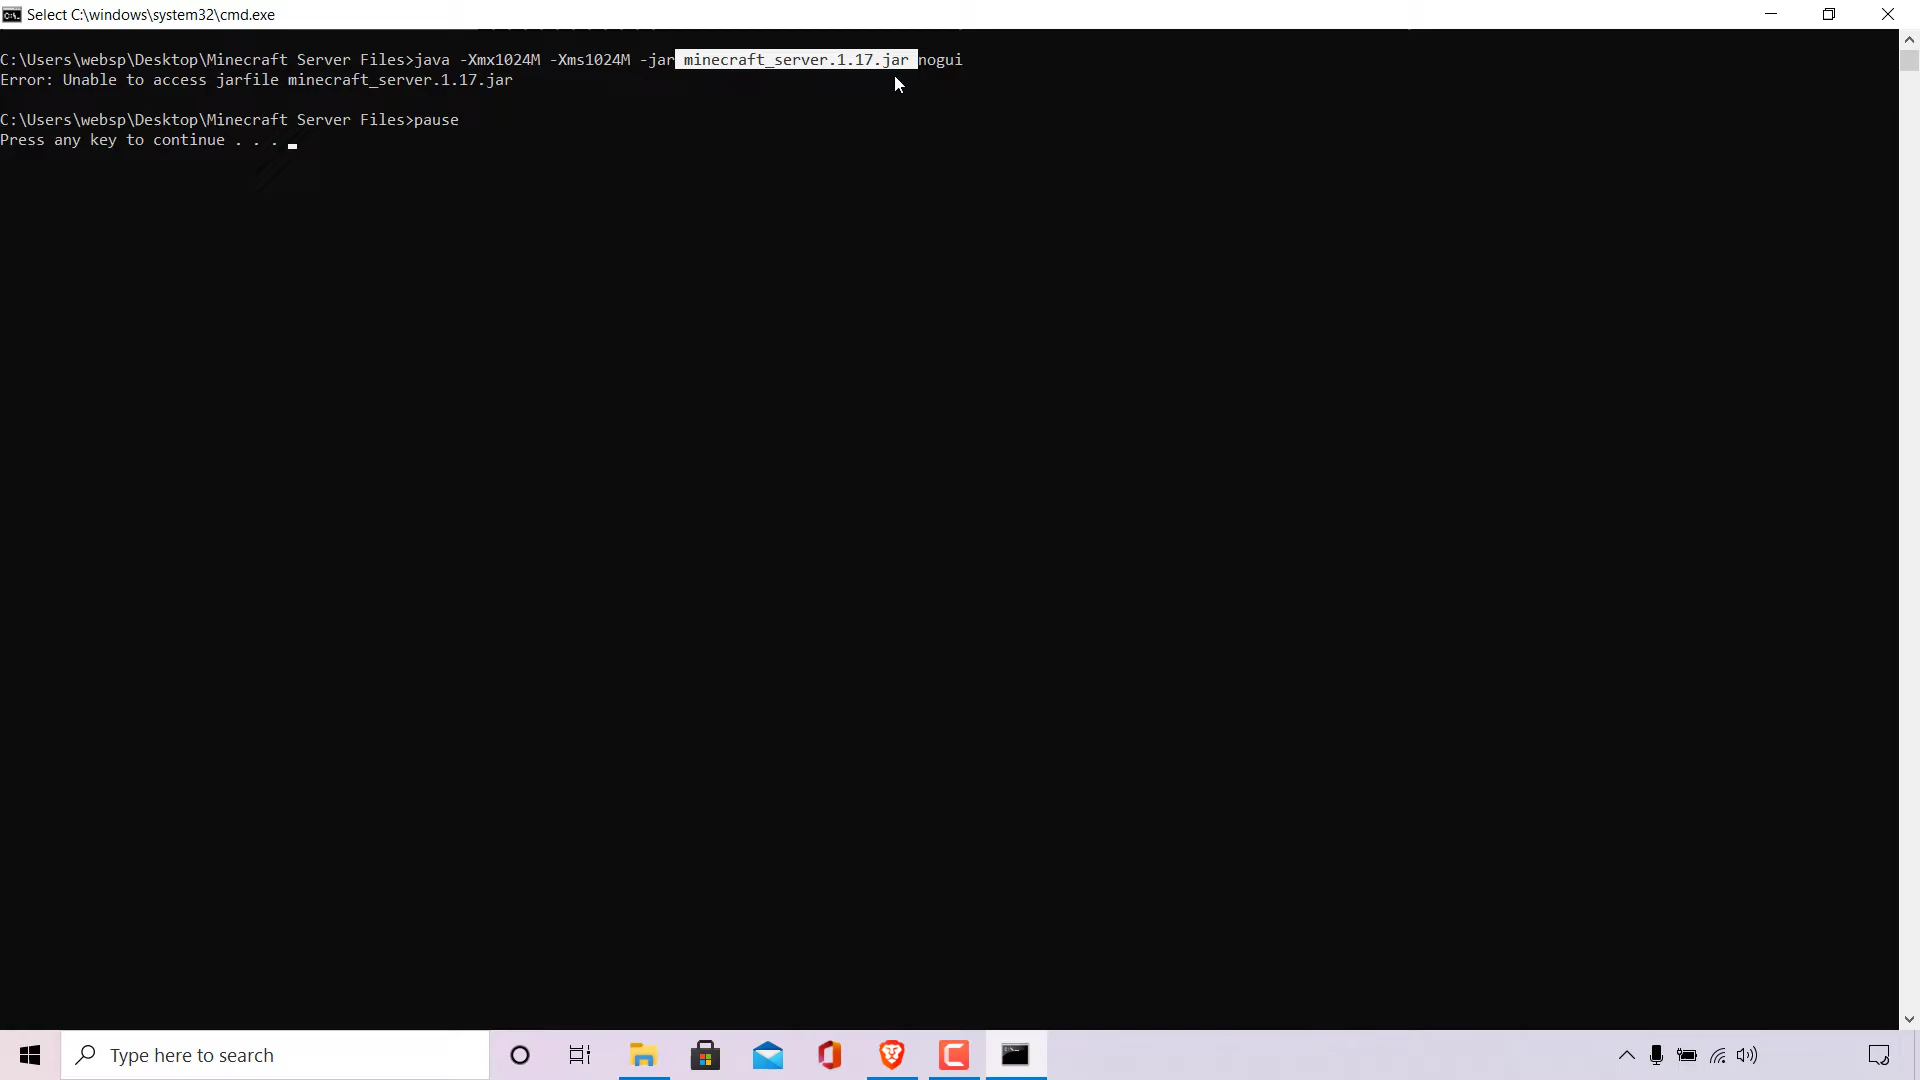 Select C:\windows\system32\cmd.exe
C:\Users\websp\Desktop\Minecraft Server Files>java -Xmx1024M -Xms1024M -jar minecraft_server.1.17.jar nogui
Error: Unable to access jarfile minecraft_server.1.17.jar
C:\Users\websp\Desktop\Minecraft Server Files>pause
Press any key to continue . . .
Type here to search